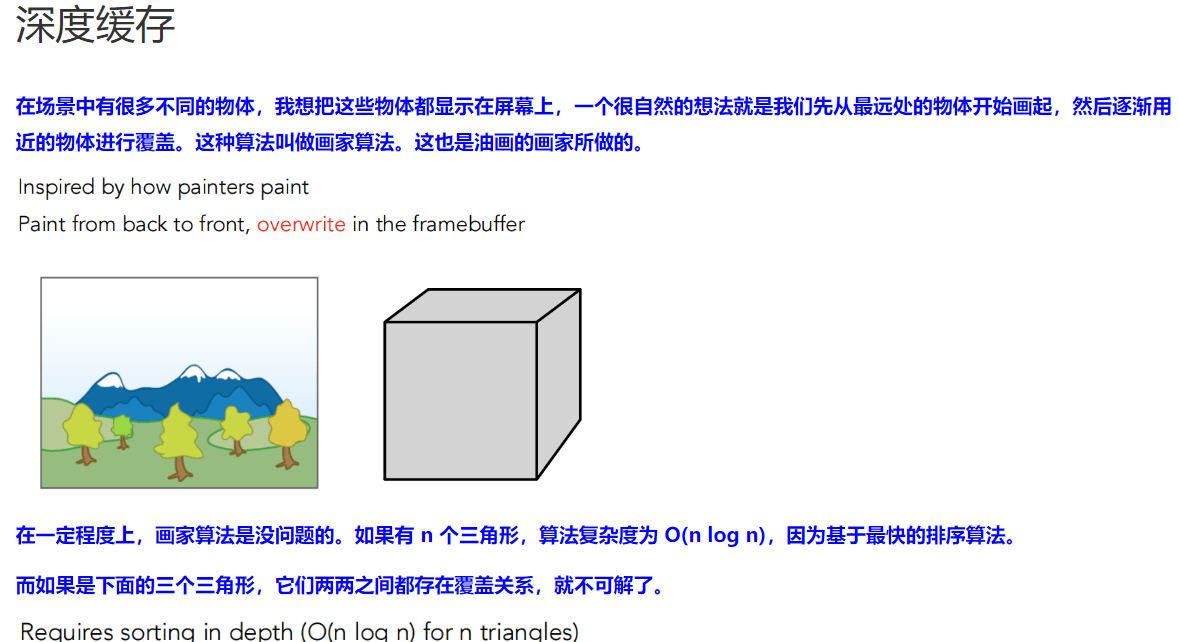 深度缓存
在场景中有很多不同的物体，我想把这些物体都显示在屏幕上，一个很自然的想法就是我们先从最远处的物体开始画起，然后逐渐用
近的物体进行覆盖。这种算法叫做画家算法。这也是油画的画家所做的。
Inspired by how painters paint
Paint from back to front, overwrite in the framebuffer
在一定程度上，画家算法是没问题的。如果有 n 个三角形，算法复杂度为 O(n log n)，因为基于最快的排序算法。
而如果是下面的三个三角形，它们两两之间都存在覆盖关系，就不可解了。
Requires sorting in depth (O(n log n) for n triangles)